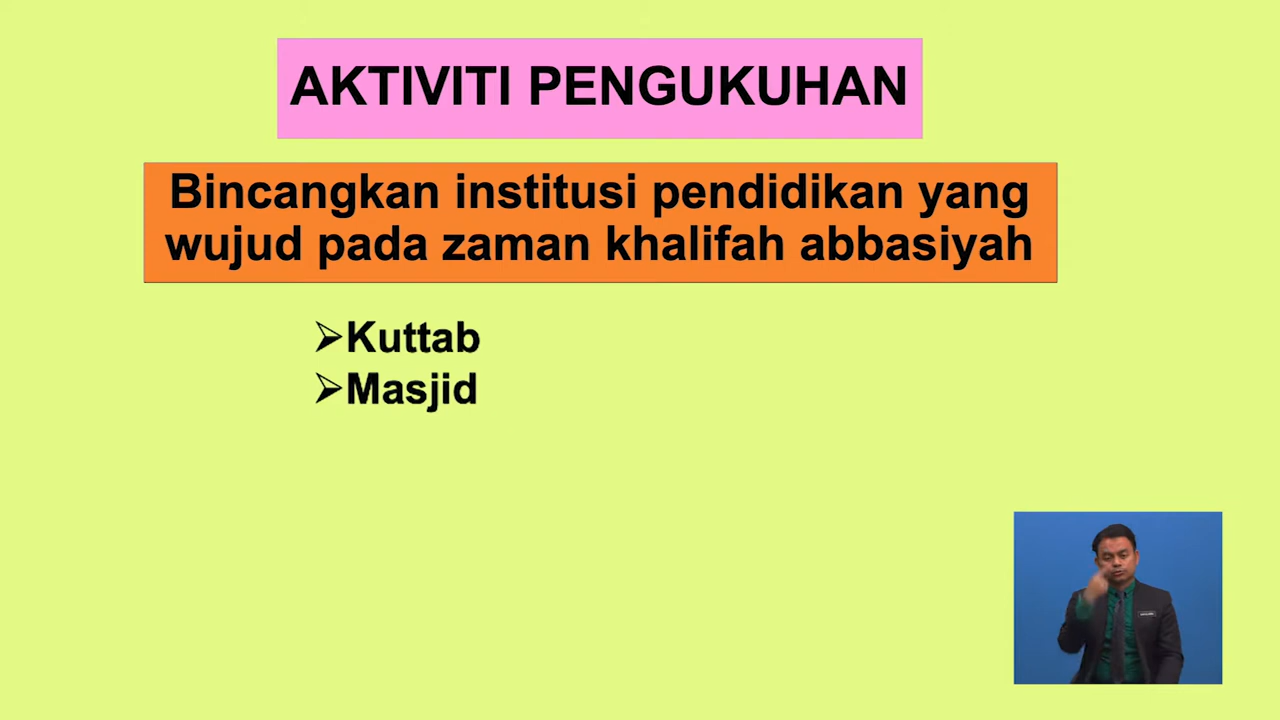 AKTIVITI PENGUKUHAN
Bincangkan institusi pendidikan yang
wujud pada zaman khalifah abbasiyah
➢Kuttab
➢Masjid